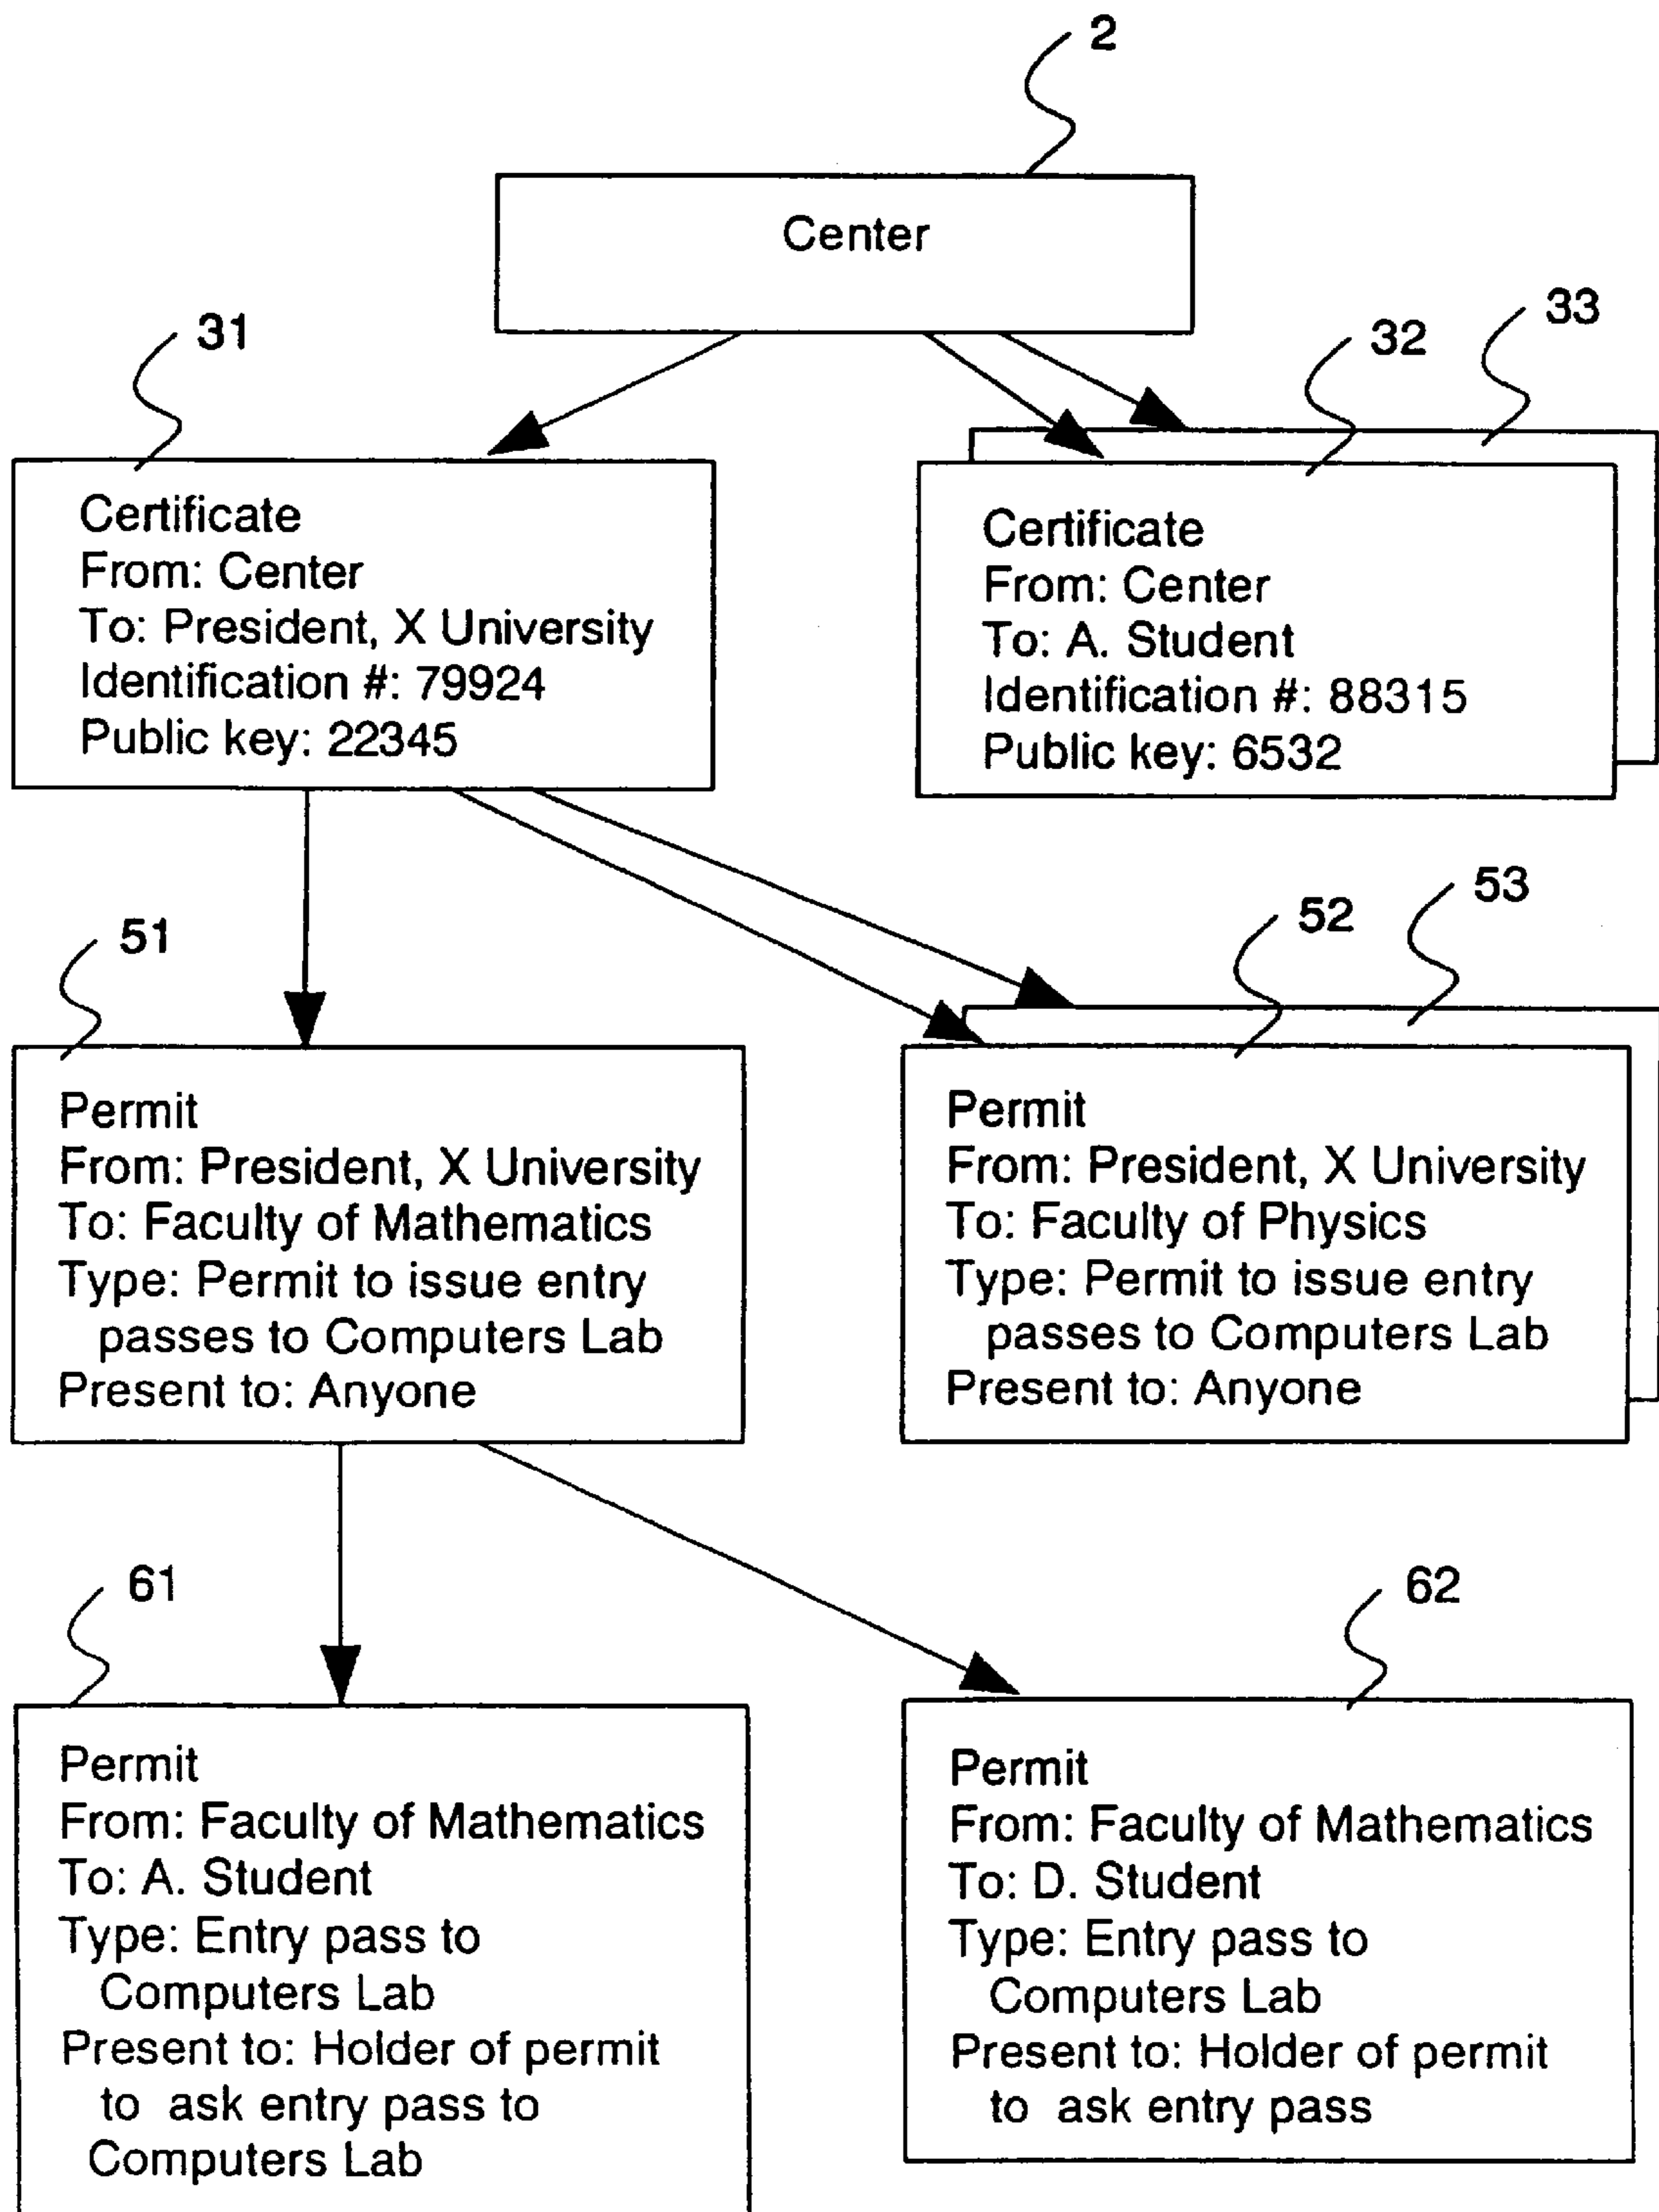 2
Center
31
32
33
Certificate
From: Center
To: President, X University
Identification #: 79924
Public key: 22345
Certificate
From: Center
To: A. Student
Identification #: 88315
Public key: 6532
51
52
53
Permit
From: President, X University
To: Faculty of Mathematics
Type: Permit to issue entry
passes to Computers Lab
Present to: Anyone
Permit
From: President, X University
To: Faculty of Physics
Type: Permit to issue entry
passes to Computers Lab
Present to: Anyone
61
62
Permit
From: Faculty of Mathematics
To: A. Student
Type: Entry pass to
Computers Lab
Present to: Holder of permit
to ask entry pass to
Computers Lab
Permit
From: Faculty of Mathematics
To: D. Student
Type: Entry pass to
Computers Lab
Present to: Holder of permit
to ask entry pass